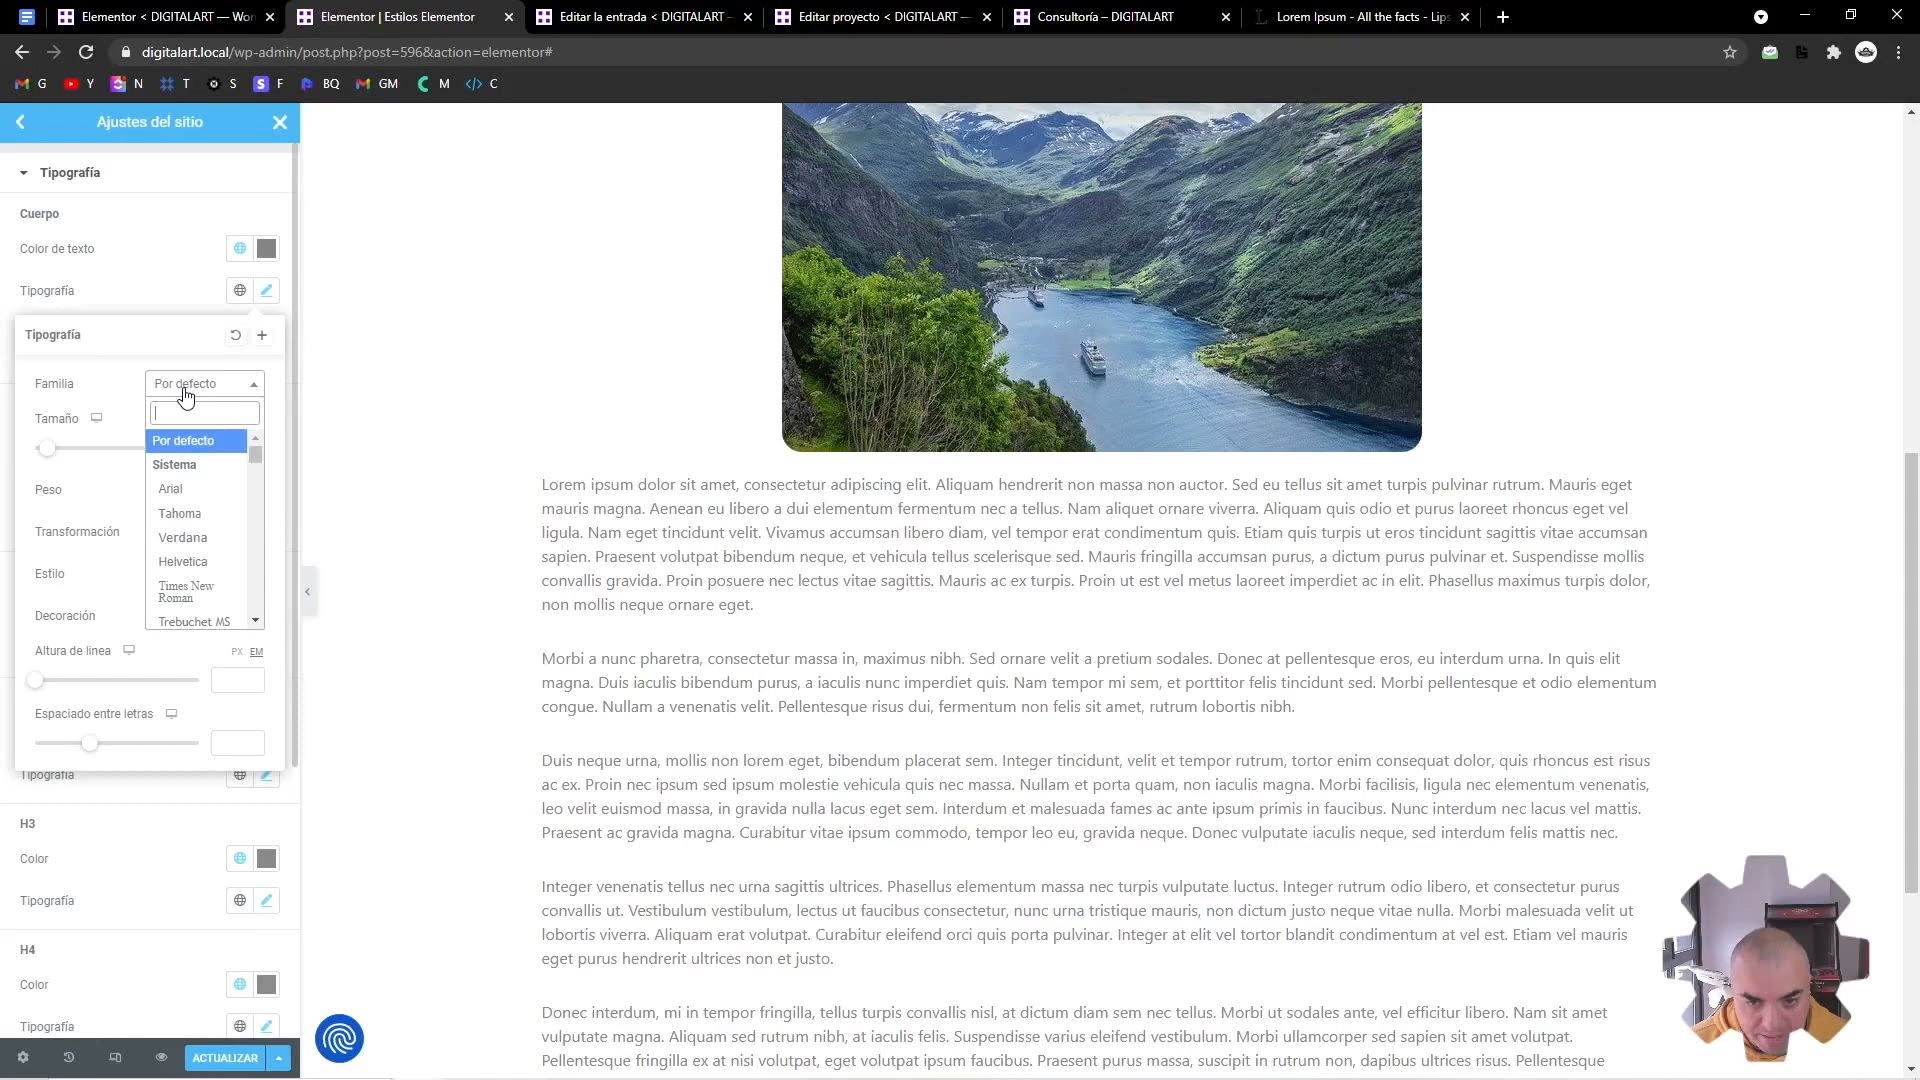 Elementor < DIGITALART — Wor
Elementor | Estilos Elementor
Editar la entrada < DIGITALART —
Editar proyecto < DIGITALART —
Consultoría – DIGITALART
Lorem Ipsum - All the facts - Lips
digitalart.local/wp-admin/post.php?post=596&action=elementor#
G
Y
N
T
S
F
BQ
GM
M
C
Ajustes del sitio
Tipografía
Cuerpo
Color de texto
Tipografía
Tipografía
Familia
Por defecto
Tamaño
Por defecto
Sistema
Arial
Peso
Tahoma
Transformación
Verdana
Helvetica
Estilo
Times New
Roman
Decoración
Trebuchet MS
Altura de línea
PX EM
Espaciado entre letras
Tipografía
H3
Color
Tipografía
H4
Color
Tipografía
ACTUALIZAR
Lorem ipsum dolor sit amet, consectetur adipiscing elit. Aliquam hendrerit non massa non auctor. Sed eu tellus sit amet turpis pulvinar rutrum. Mauris eget
mauris magna. Aenean eu libero a dui elementum fermentum nec a tellus. Nam aliquet ornare viverra. Aliquam quis odio et purus laoreet rhoncus eget vel
ligula. Nam eget tincidunt velit. Vivamus accumsan libero diam, vel tempor erat condimentum quis. Etiam quis turpis ut eros tincidunt sagittis vitae accumsan
sapien. Praesent volutpat bibendum neque, et vehicula tellus scelerisque sed. Mauris fringilla accumsan purus, a dictum purus pulvinar et. Suspendisse mollis
convallis gravida. Proin posuere nec lectus vitae sagittis. Mauris ac ex turpis. Proin ut est vel metus laoreet imperdiet ac in elit. Phasellus maximus turpis dolor,
non mollis neque ornare eget.
Morbi a nunc pharetra, consectetur massa in, maximus nibh. Sed ornare velit a pretium sodales. Donec at pellentesque eros, eu interdum urna. In quis elit
magna. Duis iaculis bibendum purus, a iaculis nunc imperdiet quis. Nam tempor mi sem, et porttitor felis tincidunt sed. Morbi pellentesque et odio elementum
congue. Nullam a venenatis velit. Pellentesque risus dui, fermentum non felis sit amet, rutrum lobortis nibh.
Duis neque urna, mollis non lorem eget, bibendum placerat sem. Integer tincidunt, velit et tempor rutrum, tortor enim consequat dolor, quis rhoncus est risus
ac ex. Proin nec ipsum sed ipsum molestie vehicula quis nec massa. Nullam et porta quam, non iaculis magna. Morbi facilisis, ligula nec elementum venenatis,
leo velit euismod massa, in gravida nulla lacus eget sem. Interdum et malesuada fames ac ante ipsum primis in faucibus. Nunc interdum nec lacus vel mattis.
Praesent ac gravida magna. Curabitur vitae ipsum commodo, tempor leo eu, gravida neque. Donec vulputate iaculis neque, sed interdum felis mattis nec.
Integer venenatis tellus nec urna sagittis ultrices. Phasellus elementum massa nec turpis vulputate luctus. Integer rutrum odio libero, et consectetur purus
convallis ut. Vestibulum vestibulum, lectus ut faucibus consectetur, nunc urna tristique mauris, non dictum justo neque vitae nulla. Morbi malesuada velit ut
lobortis viverra. Aliquam erat volutpat. Curabitur eleifend orci quis porta pulvinar. Integer at elit vel tortor blandit condimentum at vel est. Etiam vel mauris
eget purus hendrerit ultrices non et justo.
Donec interdum, mi in tempor fringilla, tellus turpis convallis nisl, at dictum diam sem nec tellus. Morbi ut sodales ante, vel efficitur libero. Nam sit amet
vulputate magna. Aliquam sed rutrum nibh, at iaculis felis. Suspendisse varius eleifend vestibulum. Morbi ullamcorper sed sapien sit amet volutpat.
Pellentesque fringilla ex at nisi volutpat, eget volutpat ipsum faucibus. Praesent purus massa, suscipit in rutrum non, dapibus ultrices risus. Pellentesque